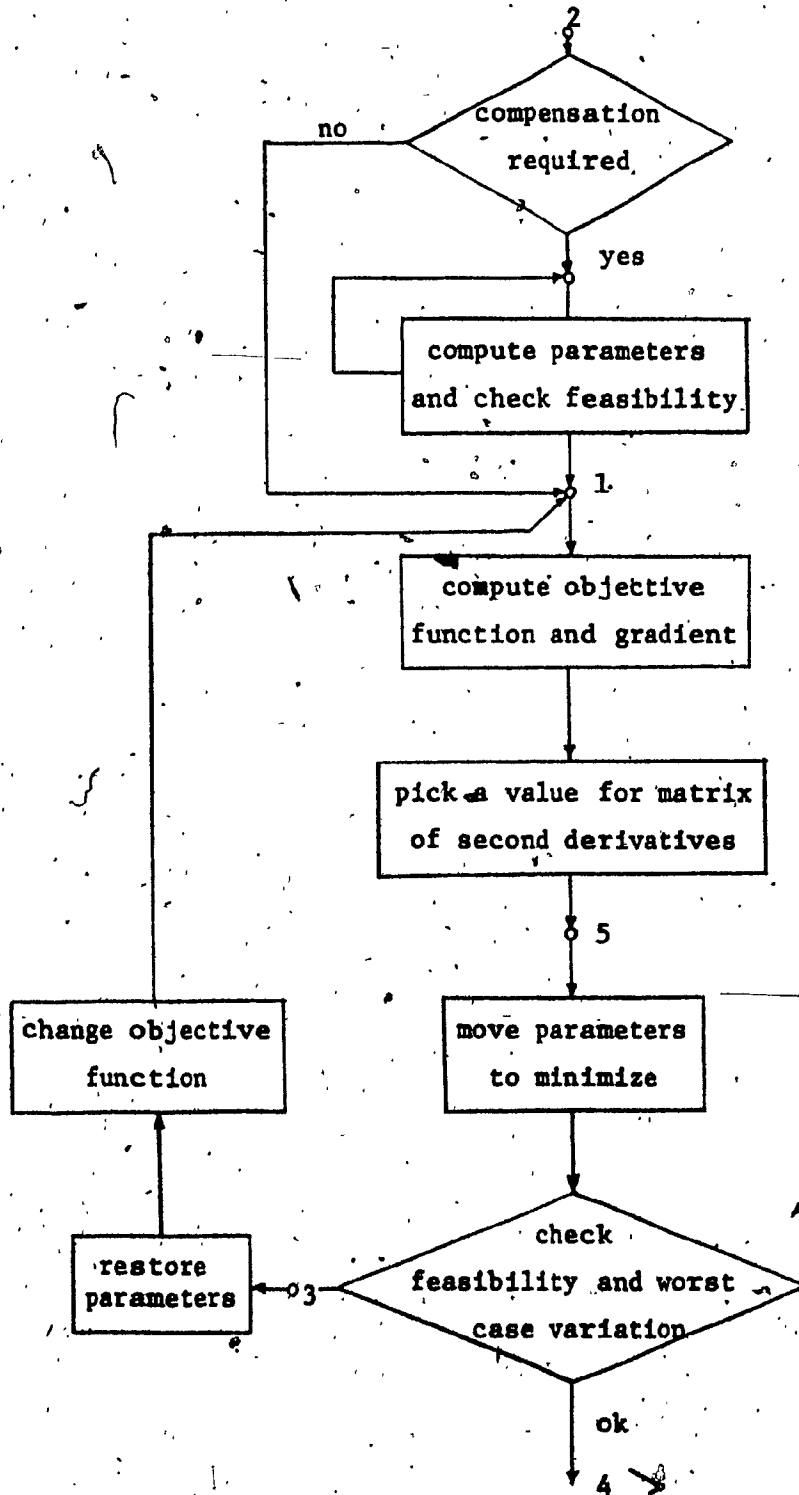 2
compensation
required
no
yes
compute parameters
and check feasibility
1
compute objective
function and gradient
pick a value for matrix
of second derivatives
5
change objective
function
move parameters
to minimize
check
feasibility and worst
case variation
restore
parameters
3
ok
4